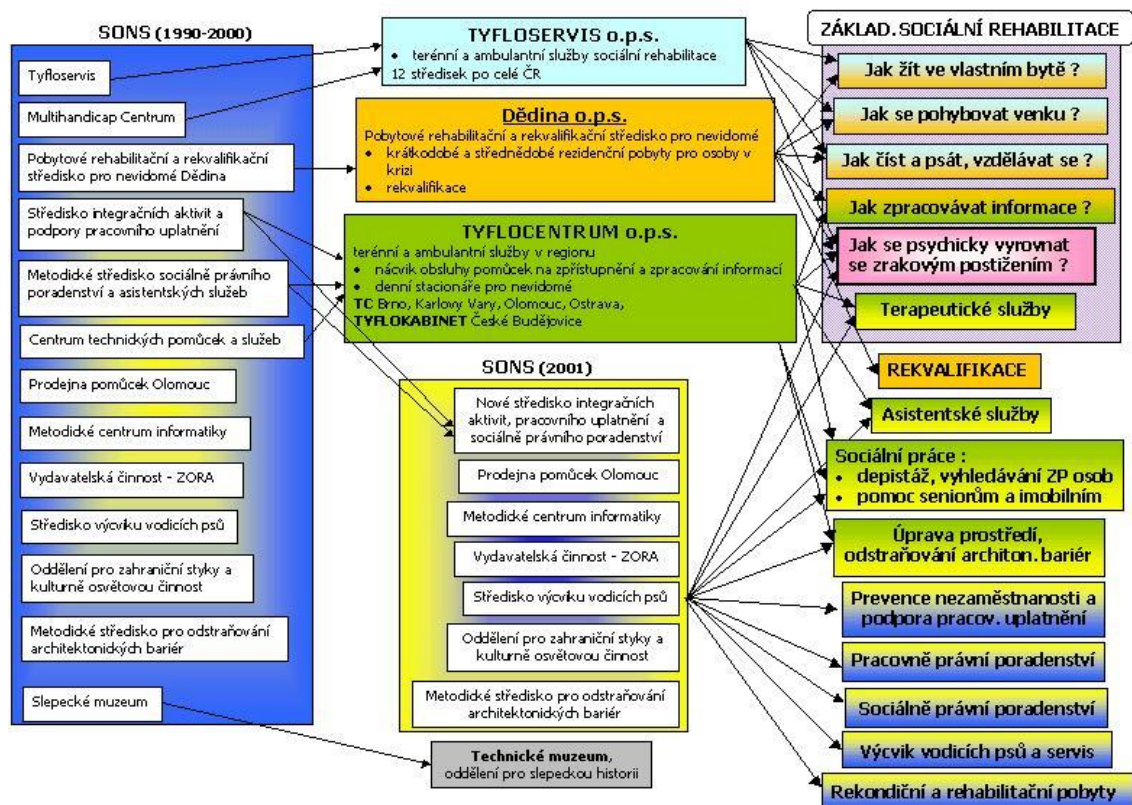 SONS (1990-2000)
Tyfloservis
Multihandicap Centrum
Pobytové rehabilitační a rekvalifikační
středisko pro nevidomé Dědina
Středisko integračních aktivit a
podpory pracovního uplatnění
Metodické středisko sociálně právního
poradenství a asistentských služeb
Centrum technických pomůcek a služeb
Prodejna pomůcek Olomouc
Metodické centrum informatiky
Vydavatelská činnost - ZORA
Středisko výcviku vodicích psů
Oddělení pro zahraniční styky a
kulturně osvětovou činnost
Metodické středisko pro odstraňování
architektonických bariér
Slepecké muzeum
TYFLOSERVIS o.p.s.
• terénní a ambulantní služby sociální rehabilitace
12 středisek po celé ČR
Dědina o.p.s.
Pobytové rehabilitační a rekvalifikační středisko pro nevidomé
• krátkodobé a střednědobé rezidenční pobyty pro osoby v
krizi
• rekvalifikace
TYFLOCENTRUM o.p.s.
terénní a ambulantní služby v regionu
• nácvik obsluhy pomůcek na zpřístupnění a zpracování informací
• denní stacionáře pro nevidomé
TC Brno, Karlovy Vary, Olomouc, Ostrava,
TYFLOKABINET České Budějovice
SONS (2001)
Nové středisko integračních
aktivit, pracovního uplatnění a
sociálně právního poradenství
Prodejna pomůcek Olomouc
Metodické centrum informatiky
Vydavatelská činnost - ZORA
Středisko výcviku vodicích psů
Oddělení pro zahraniční styky a
kulturně osvětovou činnost
Metodické středisko pro odstraňování
architektonických bariér
Technické muzeum,
oddělení pro slepeckou historii
ZÁKLAD.SOCIÁLNÍ REHABILITACE
Jak žít ve vlastním bytě ?
Jak se pohybovat venku ?
Jak číst a psát, vzdělávat se ?
Jak zpracovávat informace ?
Jak se psychicky vyrovnat
se zrakovým postižením ?
Terapeutické služby
REKVALIFIKACE
Asistentské služby
Sociální práce :
• depistáž, vyhledávání ZP osob
• pomoc seniorům a imobilním
Úprava prostředí,
odstraňování architon. bariér
Prevence nezaměstnanosti a
podpora pracov. uplatnění
Pracovně právní poradenství
Sociálně právní poradenství
Výcvik vodicích psů a servis
Rekondiční a rehabilitační pobyty